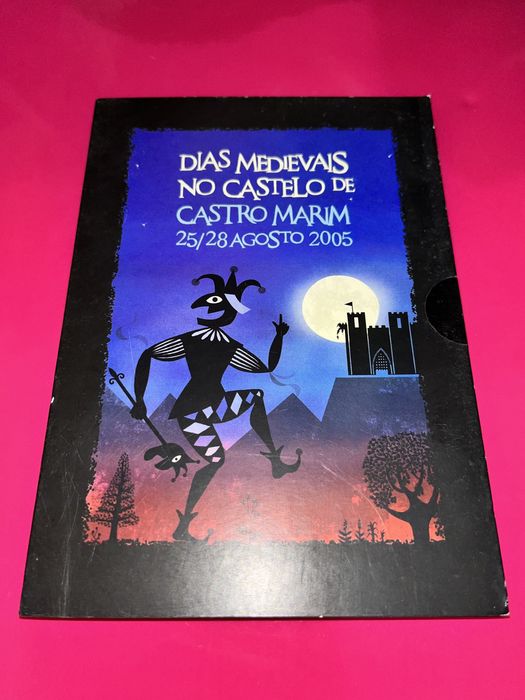 DIAS MEDIEVAIS
NO CASTELO DE
CASTRO MARIM
25/28 AGOSTO 2005